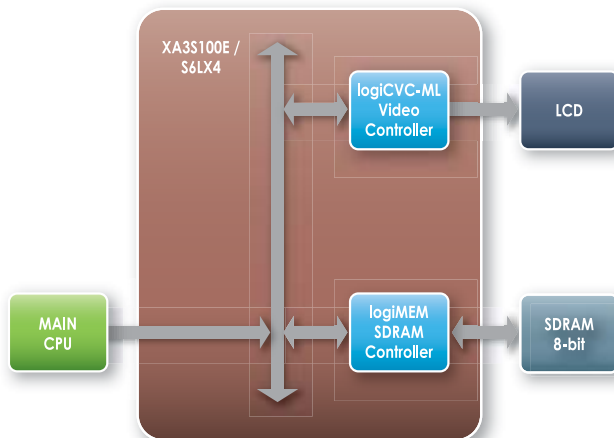 XA3S100E /
S6LX4
logiCVC-ML
Video
Controller
LCD
MAIN
CPU
logiMEM
SDRAM
Controller
SDRAM
8-bit